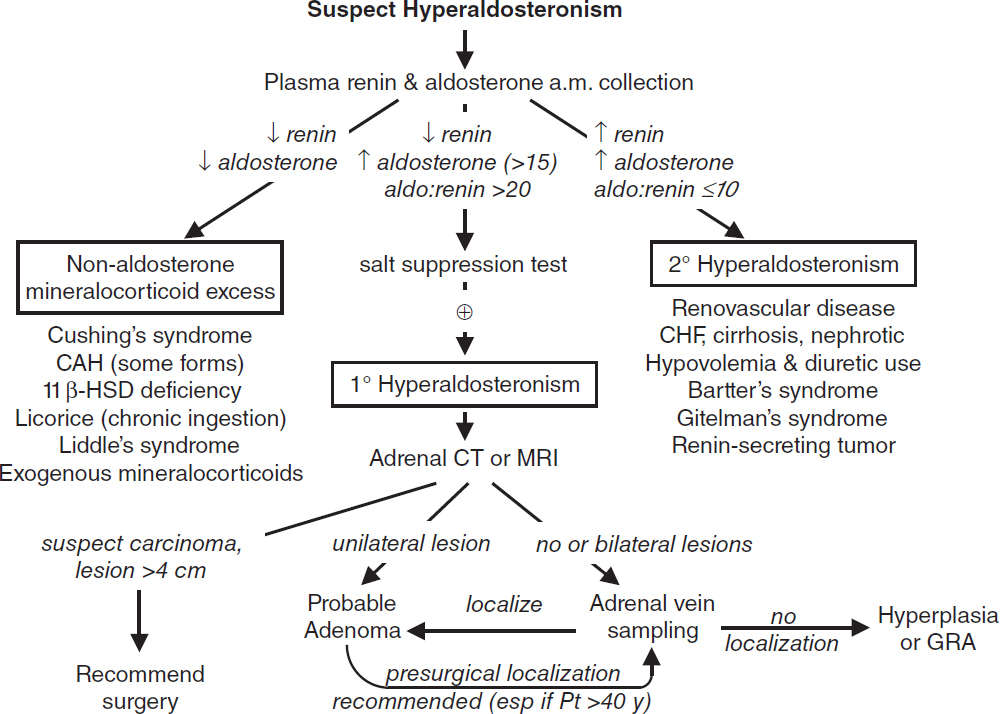 Suspect Hyperaldosteronism
Plasma renin & aldosterone a.m. collection
↓ renin
↓ aldosterone
↓ renin
↑ aldosterone (>15)
aldo:renin >20
↑ renin
↑ aldosterone
aldo:renin ≤10
Non-aldosterone
mineralocorticoid excess
Cushing's syndrome
CAH (some forms)
11 β-HSD deficiency
Licorice (chronic ingestion)
Liddle's syndrome
Exogenous mineralocorticoids
salt suppression test
⊕
1° Hyperaldosteronism
Adrenal CT or MRI
2° Hyperaldosteronism
Renovascular disease
CHF, cirrhosis, nephrotic
Hypovolemia & diuretic use
Bartter's syndrome
Gitelman's syndrome
Renin-secreting tumor
suspect carcinoma,
lesion >4 cm
Recommend
surgery
unilateral lesion
Probable
Adenoma
no or bilateral lesions
localize
Adrenal vein
sampling
no
localization
Hyperplasia
or GRA
presurgical localization
recommended (esp if Pt >40 y)